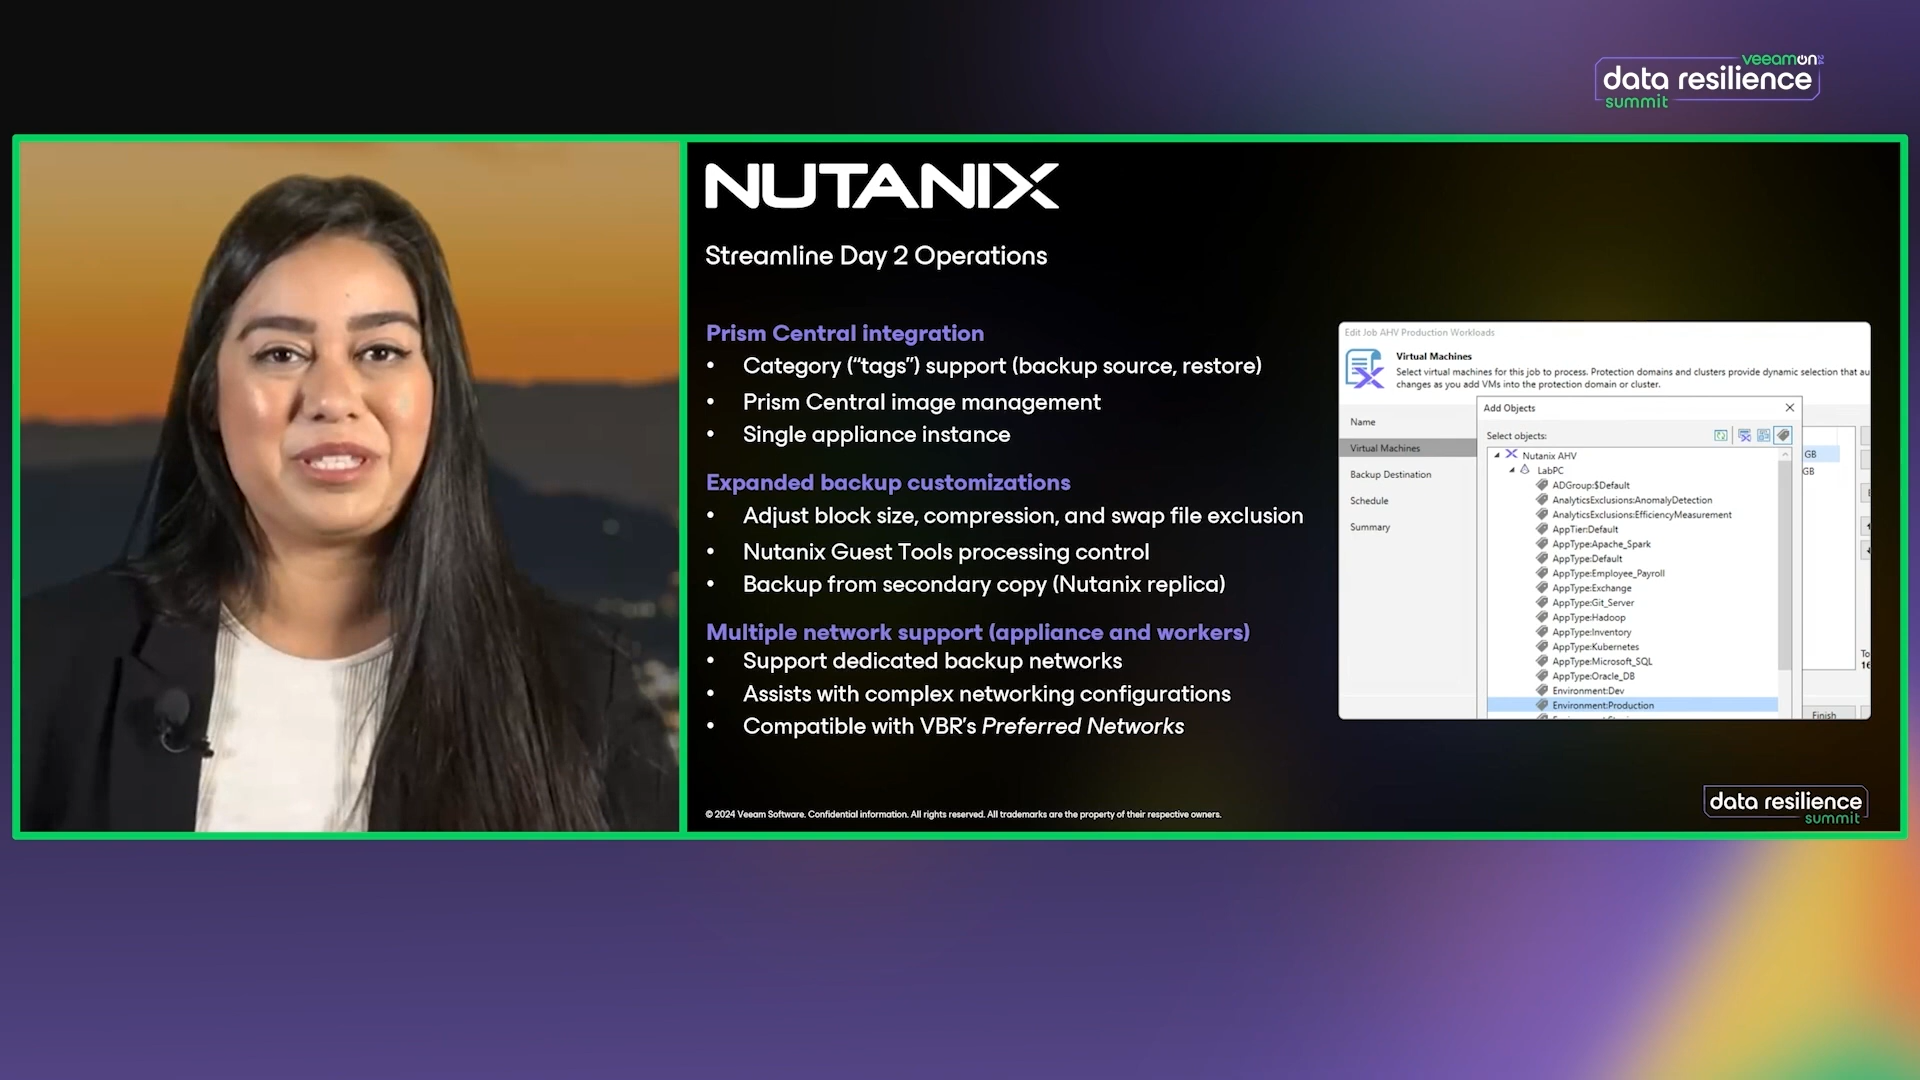 veeamON24
data resilience
summit
NUTANIX
Streamline Day 2 Operations
Prism Central integration
• Category (“tags”) support (backup source, restore)
• Prism Central image management
• Single appliance instance
Expanded backup customizations
• Adjust block size, compression, and swap file exclusion
• Nutanix Guest Tools processing control
• Backup from secondary copy (Nutanix replica)
Multiple network support (appliance and workers)
• Support dedicated backup networks
• Assists with complex networking configurations
• Compatible with VBR’s Preferred Networks
© 2024 Veeam Software. Confidential information. All rights reserved. All trademarks are the property of their respective owners.
Edit Job AHV Production Workloads
Virtual Machines
Select virtual machines for this job to process. Protection domains and clusters provide dynamic selection that au
changes as you add VMs into the protection domain or cluster.
Name
Virtual Machines
Backup Destination
Schedule
Summary
Add Objects
Select objects:
Nutanix AHV
LabPC
ADGroup:$Default
AnalyticsExclusions:AnomalyDetection
AnalyticsExclusions:EfficiencyMeasurement
AppTier:Default
AppType:Apache_Spark
AppType:Default
AppType:Employee_Payroll
AppType:Exchange
AppType:Git_Server
AppType:Hadoop
AppType:Inventory
AppType:Kubernetes
AppType:Microsoft_SQL
AppType:Oracle_DB
Environment:Dev
Environment:Production
GB
GB
To
16
Finish
data resilience
summit